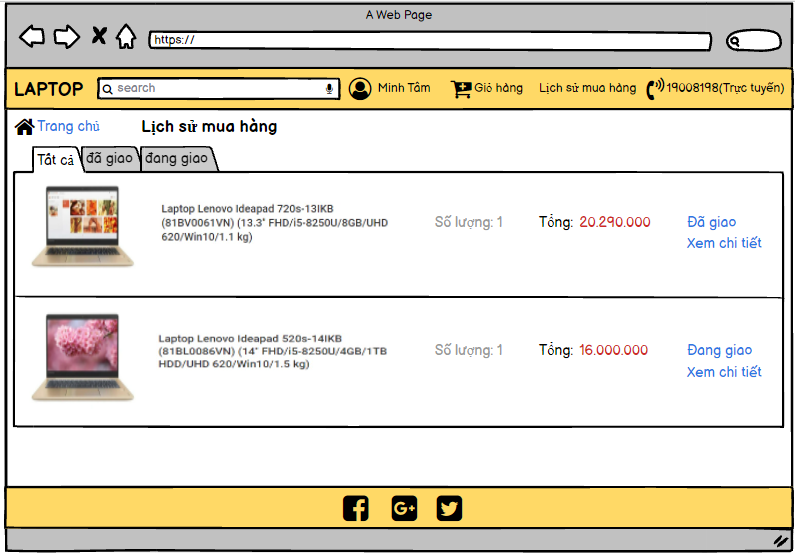 A Web Page
https://
LAPTOP
search
Minh Tâm
Giỏ hàng
Lịch sử mua hàng
19008198(Trực tuyến)
Trang chủ
Lịch sử mua hàng
Tất cả
đã giao
đang giao
Laptop Lenovo Ideapad 720s-13IKB
(81BV0061VN) (13.3" FHD/i5-8250U/8GB/UHD
620/Win10/1.1 kg)
Số lượng: 1
Tổng: 20.290.000
Đã giao
Xem chi tiết
Laptop Lenovo Ideapad 520s-14IKB
(81BL0086VN) (14" FHD/i5-8250U/4GB/1TB
HDD/UHD 620/Win10/1.5 kg)
Số lượng: 1
Tổng: 16.000.000
Đang giao
Xem chi tiết